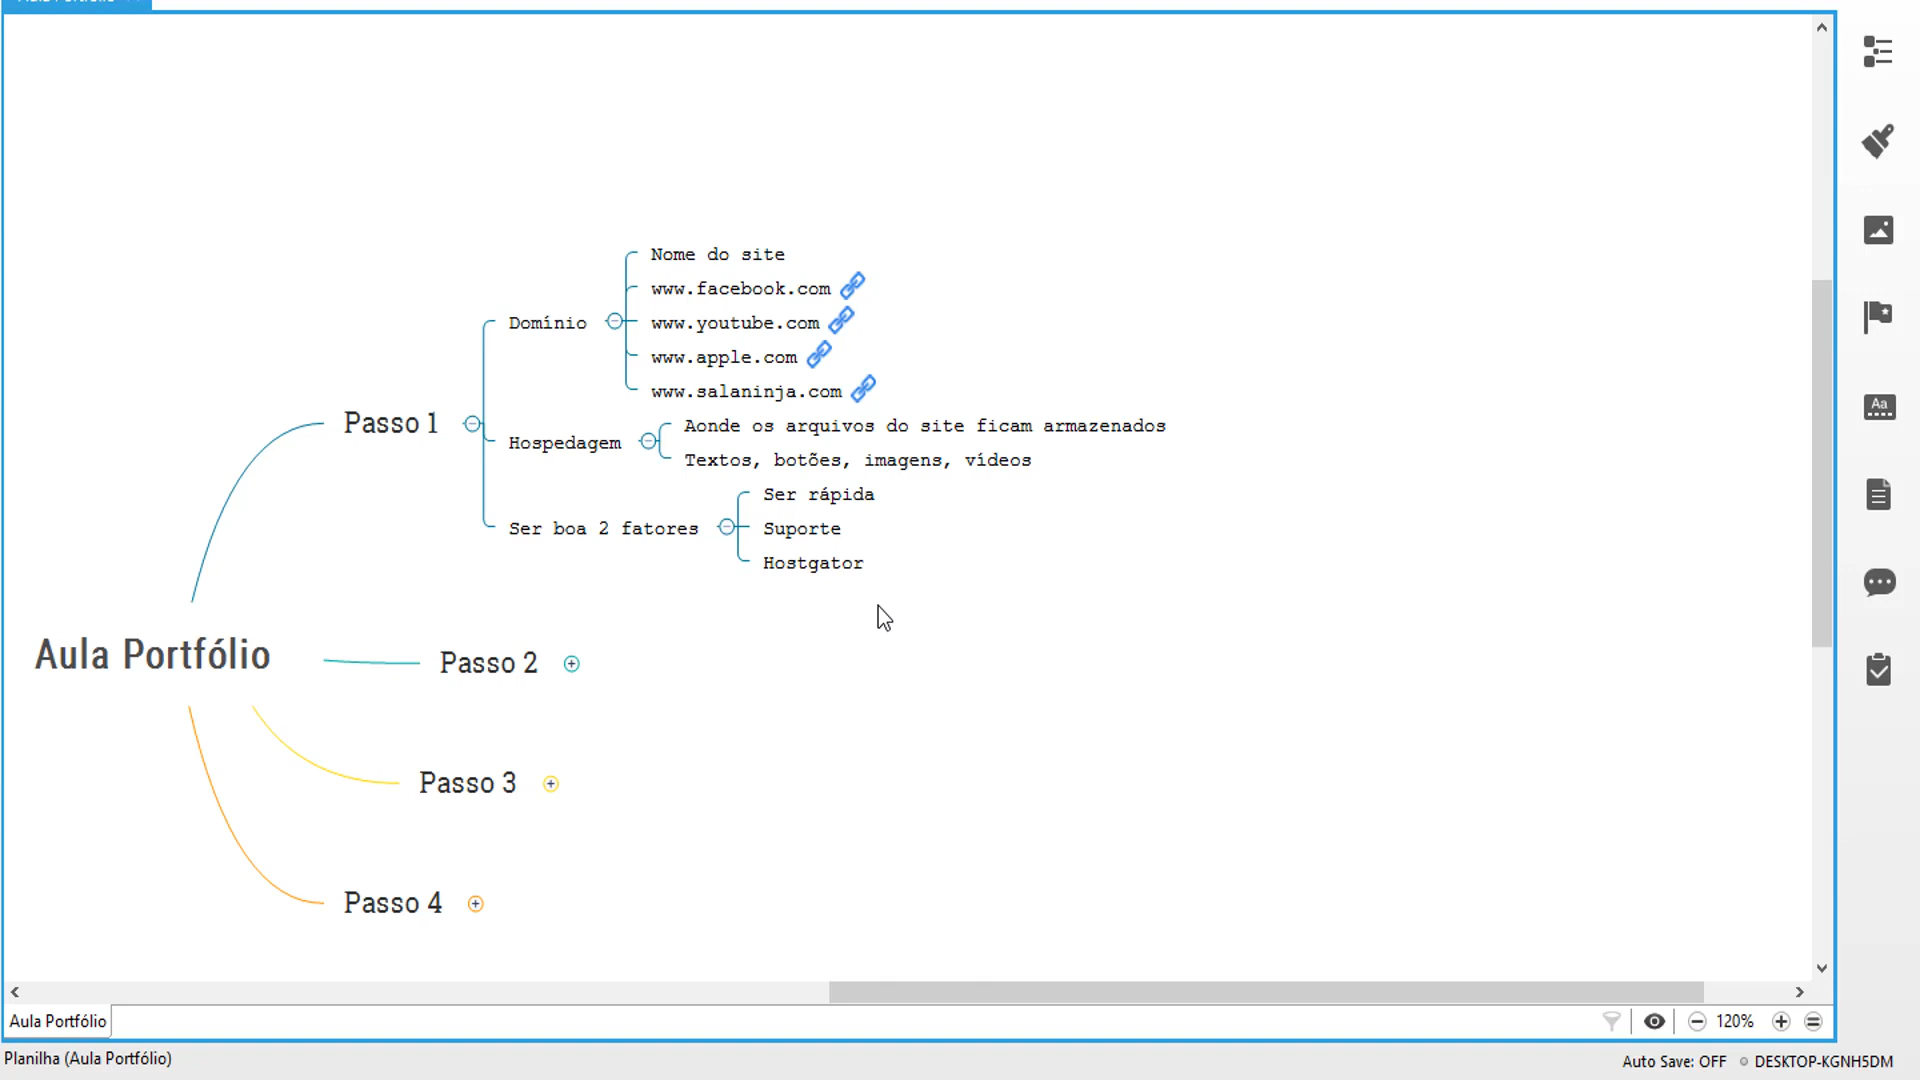 Aula Portfólio
Nome do site
www.facebook.com
Domínio
www.youtube.com
www.apple.com
www.salaninja.com
Passo 1
Aonde os arquivos do site ficam armazenados
Hospedagem
Textos, botões, imagens, vídeos
Ser rápida
Ser boa 2 fatores
Suporte
Hostgator
Aula Portfólio
Passo 2
Passo 3
Passo 4
Aa
Aula Portfólio
120%
Planilha (Aula Portfólio)
Auto Save: OFF
DESKTOP-KGNH5DM